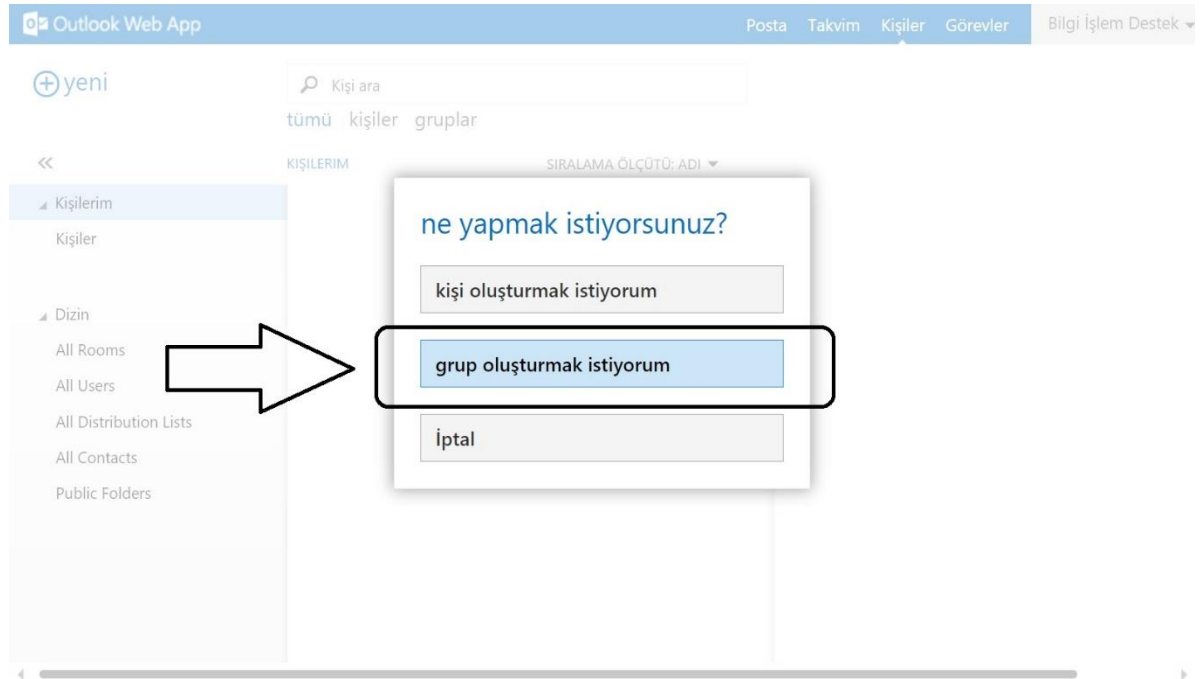 Outlook Web App
Posta Takvim Kişiler Görevler Bilgi İşlem Destek
yeni
Kişi ara
tümü kişiler gruplar
KIŞILERIM SIRALAMA ÖLÇÜTÜ: ADI
Kişilerim
Kişiler
Dizin
All Rooms
All Users
All Distribution Lists
All Contacts
Public Folders
ne yapmak istiyorsunuz?
kişi oluşturmak istiyorum
grup oluşturmak istiyorum
İptal